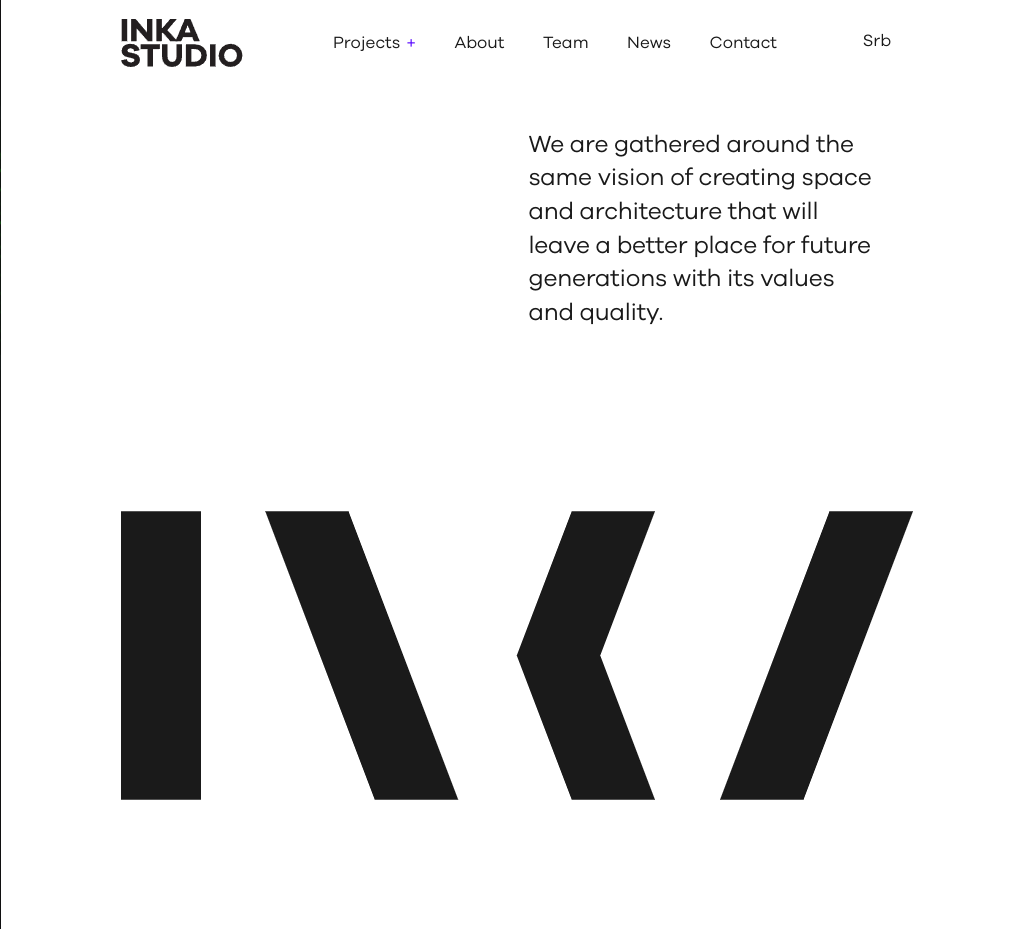 INKA
STUDIO
Projects +
About
Team
News
Contact
Srb
We are gathered around the
same vision of creating space
and architecture that will
leave a better place for future
generations with its values
and quality.